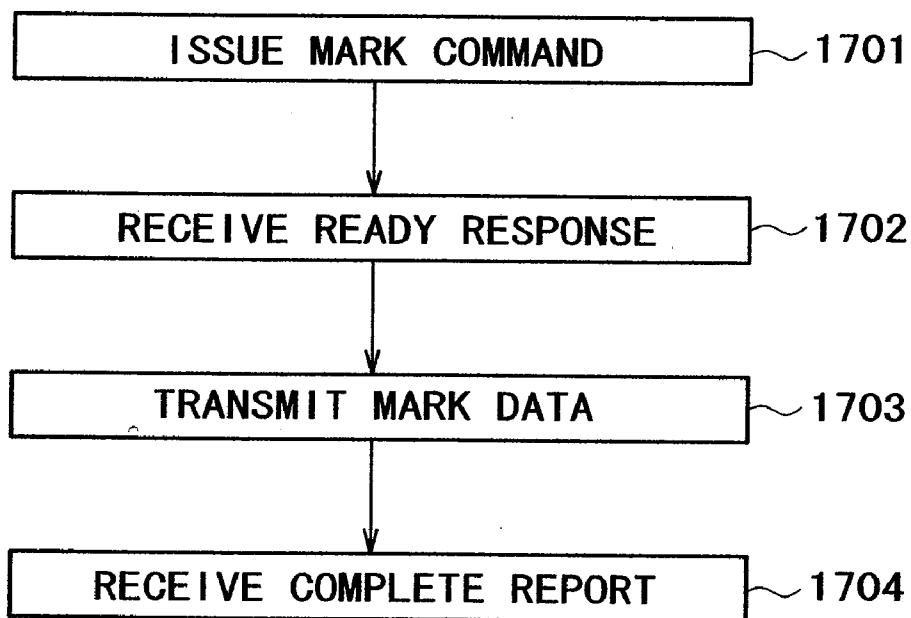 ISSUE MARK COMMAND 1701
RECEIVE READY RESPONSE 1702
TRANSMIT MARK DATA 1703
RECEIVE COMPLETE REPORT 1704